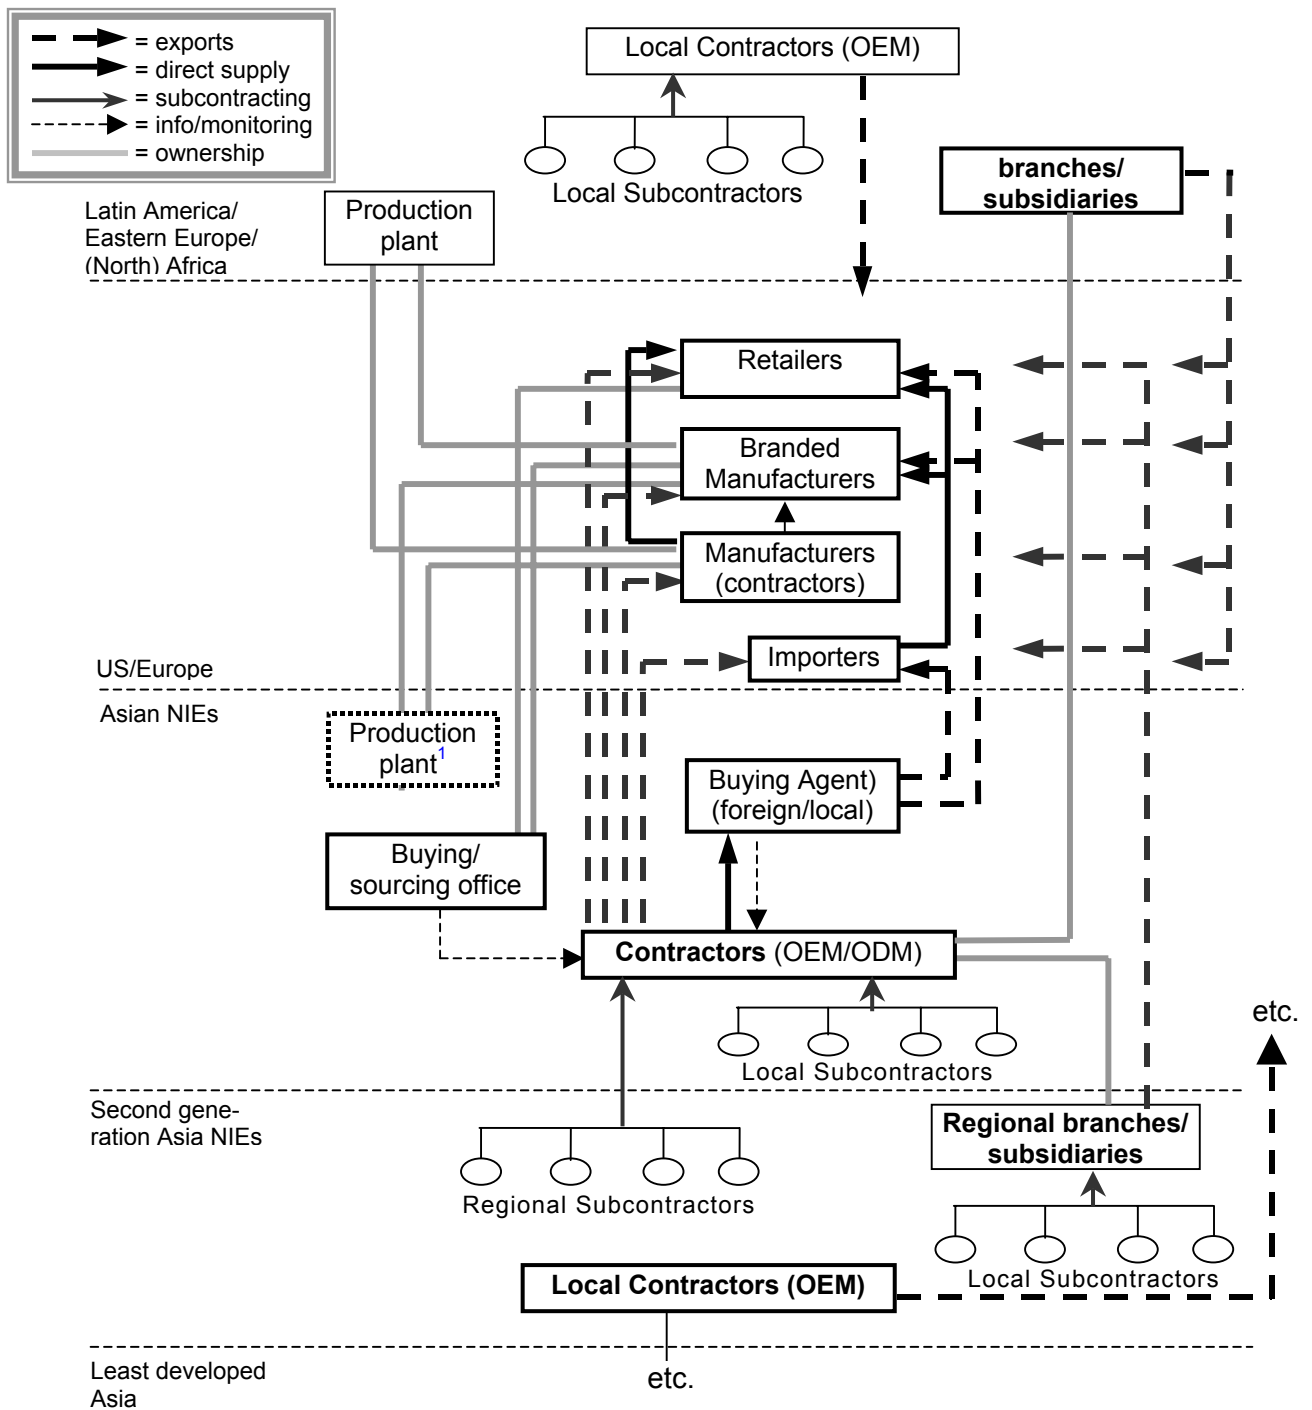 = exports
= direct supply
= subcontracting
= info/monitoring
= ownership
Local Contractors (OEM)
Local Subcontractors
branches/
subsidiaries
Latin America/
Eastern Europe/
(North) Africa
Production
plant
Retailers
Branded
Manufacturers
Manufacturers
(contractors)
Importers
US/Europe
Asian NIEs
Production
plant1
Buying Agent)
(foreign/local)
Buying/
sourcing office
Contractors (OEM/ODM)
Local Subcontractors
etc.
Second gene-
ration Asia NIEs
Regional branches/
subsidiaries
Regional Subcontractors
Local Subcontractors
Local Contractors (OEM)
Least developed
Asia
etc.